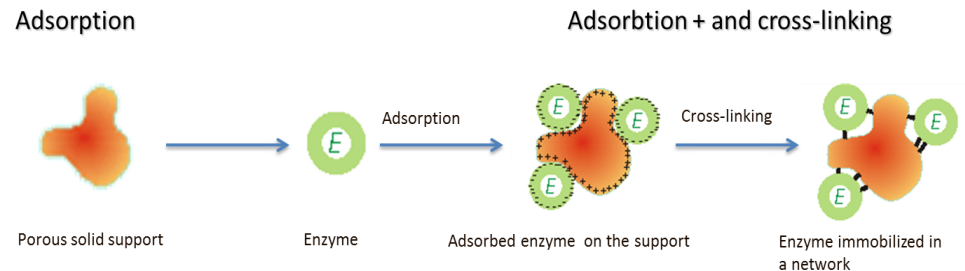 Adsorption
Adsorbtion + and cross-linking
E
Adsorption
E
E
E
Cross-linking
E
E
E
Porous solid support
Enzyme
Adsorbed enzyme on the support
Enzyme immobilized in
a network